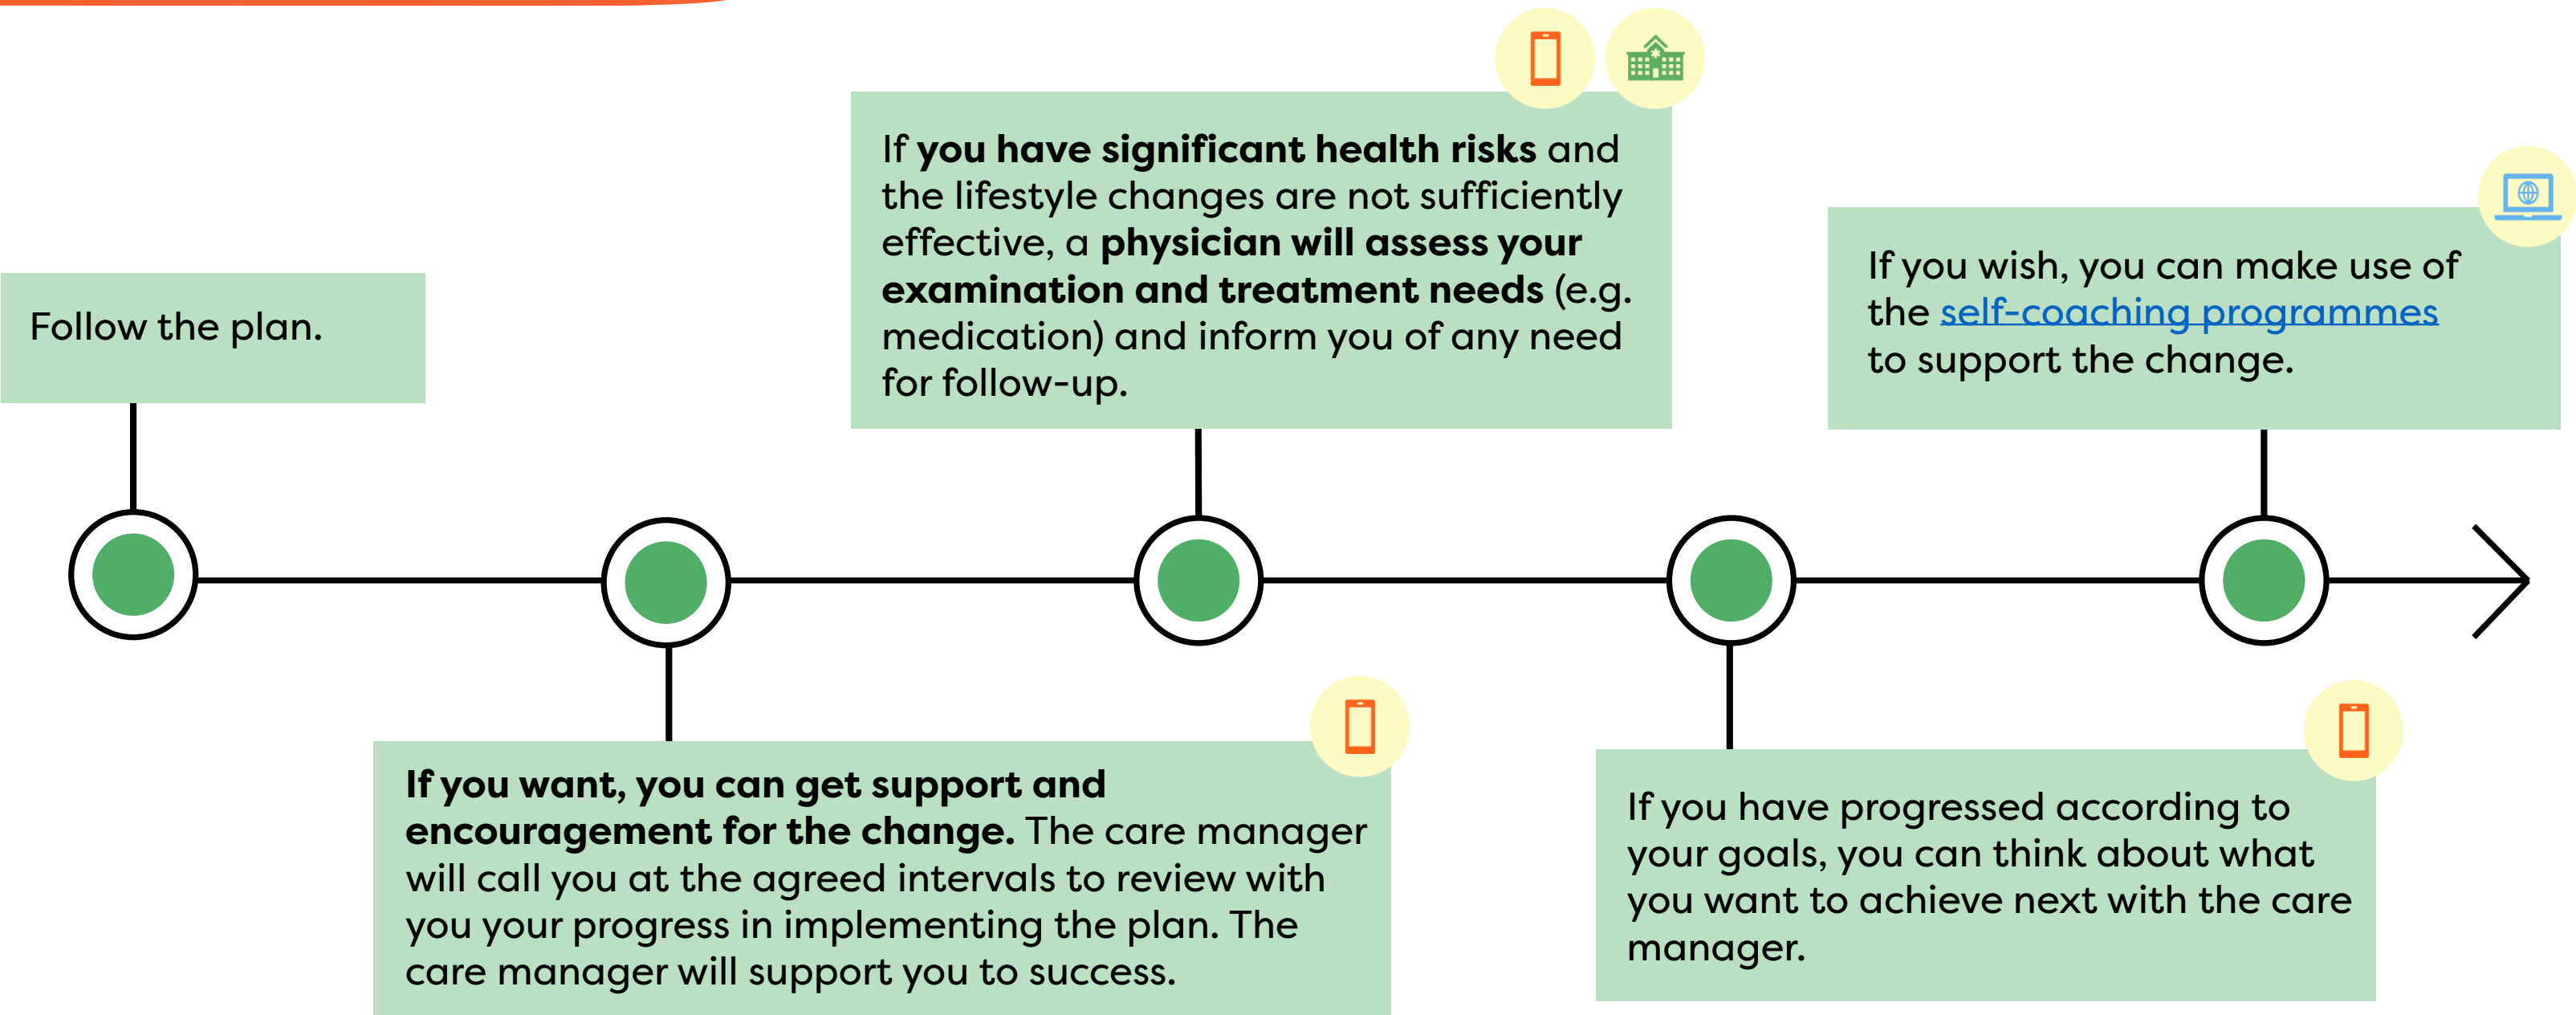 Follow the plan.
If you want, you can get support and
encouragement for the change. The care manager
will call you at the agreed intervals to review with
you your progress in implementing the plan. The
care manager will support you to success.
If you have significant health risks and
the lifestyle changes are not sufficiently
effective, a physician will assess your
examination and treatment needs (e.g.
medication) and inform you of any need
for follow-up.
If you have progressed according to
your goals, you can think about what
you want to achieve next with the care
manager.
If you wish, you can make use of
the self-coaching programmes
to support the change.